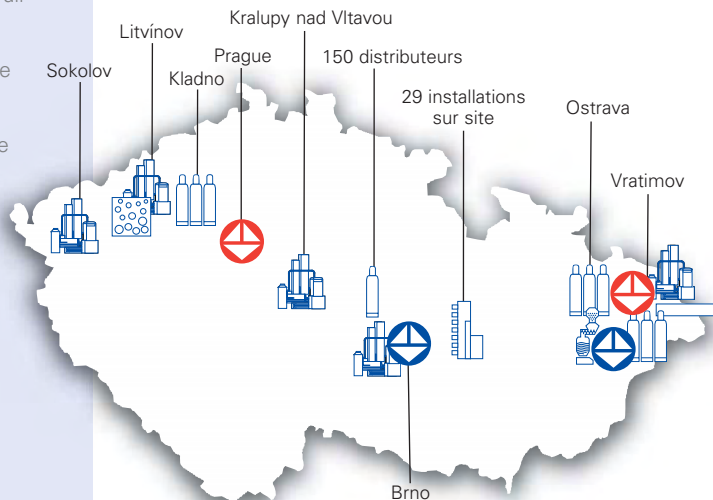 Kralupy nad Vltavou
Litvínov
Prague
150 distributeurs
Sokolov
Kladno
29 installations
sur site
Ostrava
Vratimov
Brno